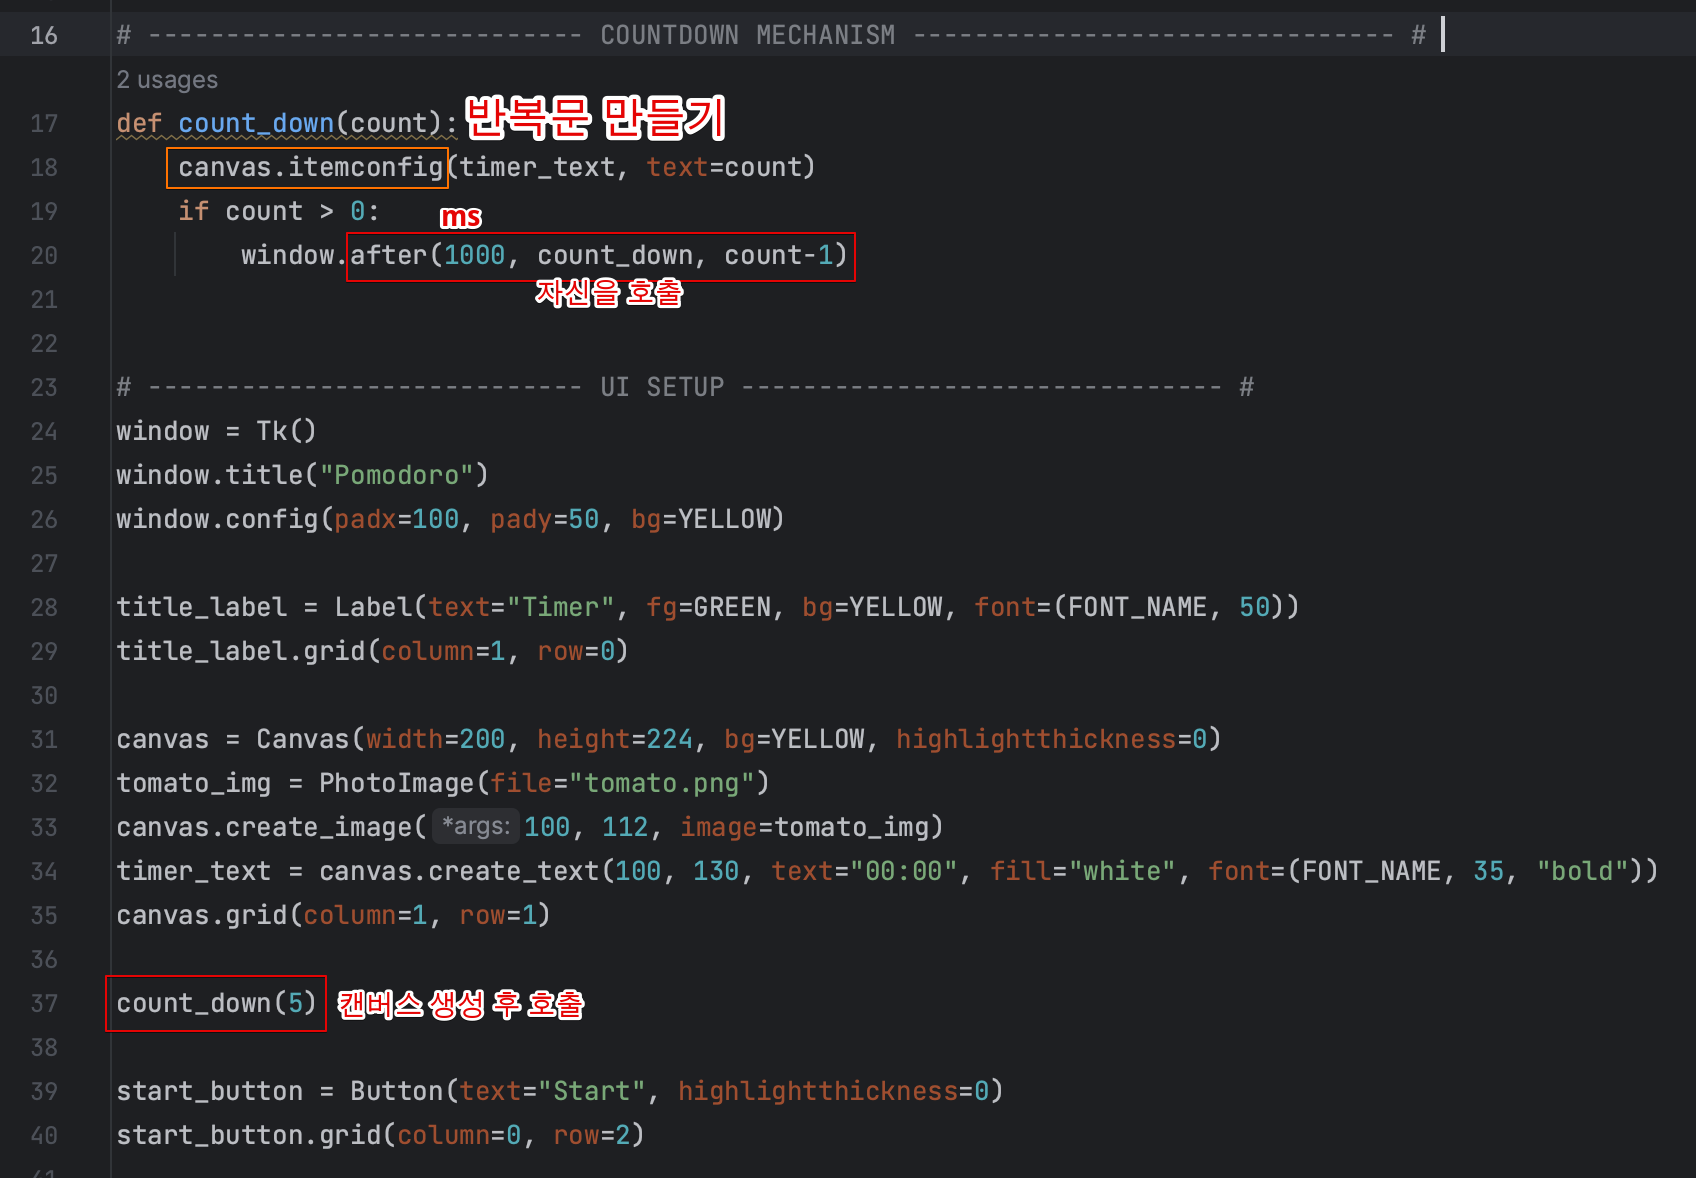 16 # ---------------------------- COUNTDOWN MECHANISM ------------------------------- #
2 usages
17 def count_down(count): 반복문 만들기
18     canvas.itemconfig(timer_text, text=count)
19     if count > 0:
ms
20         window.after(1000, count_down, count-1)
자신을 호출
21
22
23 # ---------------------------- UI SETUP ------------------------------- #
24 window = Tk()
25 window.title("Pomodoro")
26 window.config(padx=100, pady=50, bg=YELLOW)
27
28 title_label = Label(text="Timer", fg=GREEN, bg=YELLOW, font=(FONT_NAME, 50))
29 title_label.grid(column=1, row=0)
30
31 canvas = Canvas(width=200, height=224, bg=YELLOW, highlightthickness=0)
32 tomato_img = PhotoImage(file="tomato.png")
33 canvas.create_image( *args: 100, 112, image=tomato_img)
34 timer_text = canvas.create_text(100, 130, text="00:00", fill="white", font=(FONT_NAME, 35, "bold"))
35 canvas.grid(column=1, row=1)
36
37 count_down(5) 캔버스 생성 후 호출
38
39 start_button = Button(text="Start", highlightthickness=0)
40 start_button.grid(column=0, row=2)
41